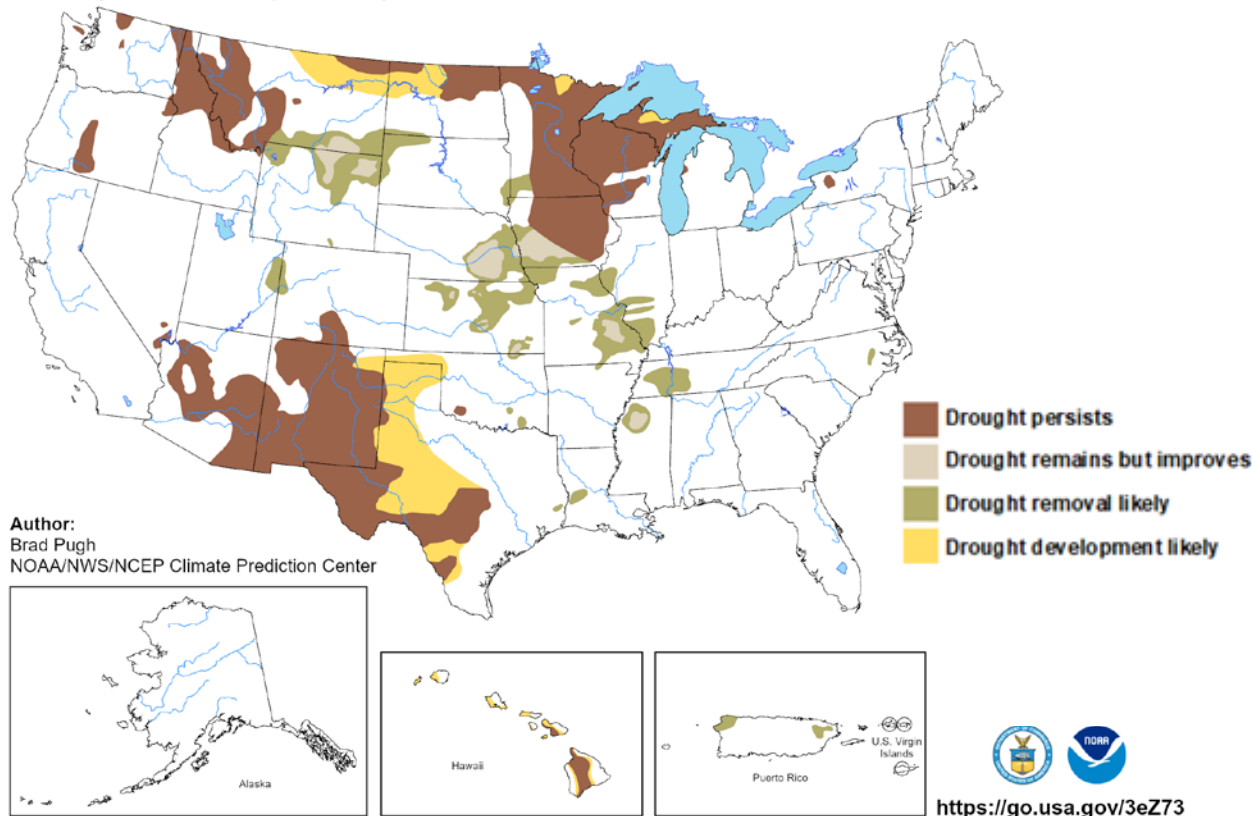 Drought persists
Drought remains but improves
Drought removal likely
Drought development likely
Author:
Brad Pugh
NOAA/NWS/NCEP Climate Prediction Center
Alaska
Hawaii
Puerto Rico
U.S. Virgin
Islands
NOAA
https://go.usa.gov/3eZ73